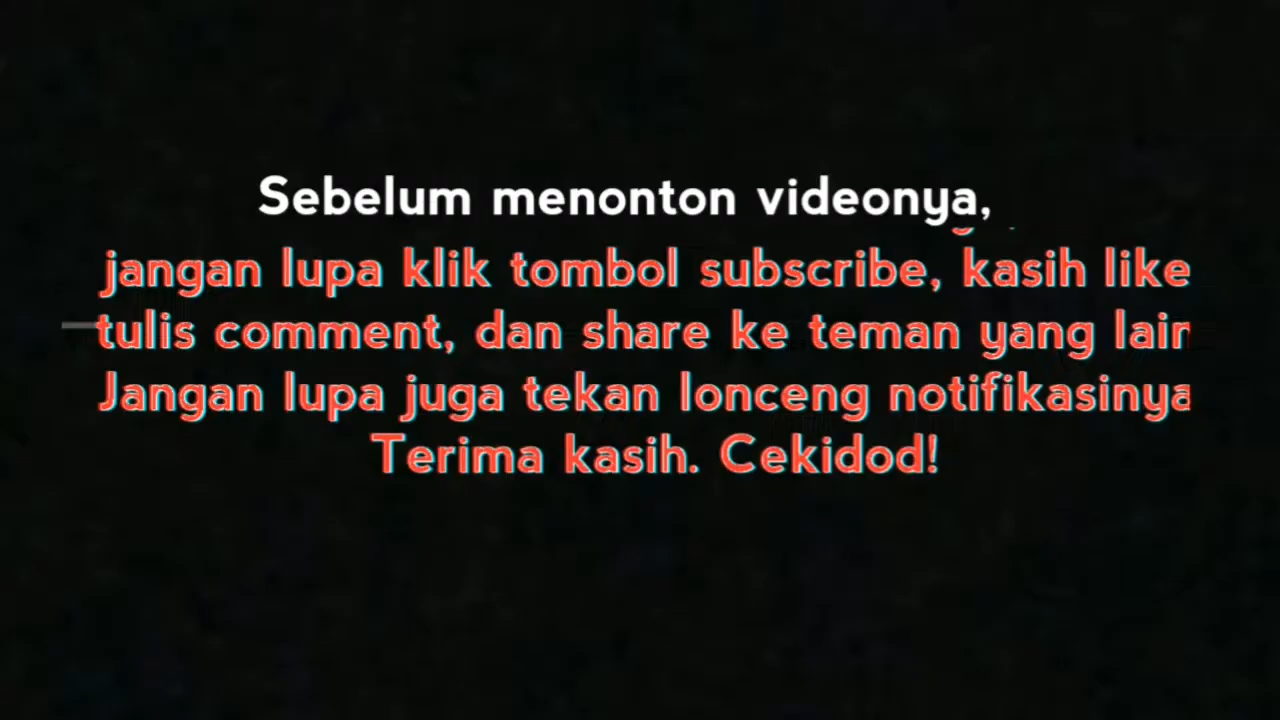 Sebelum menonton videonya,
jangan lupa klik tombol subscribe, kasih like
tulis comment, dan share ke teman yang lain
Jangan lupa juga tekan lonceng notifikasinya
Terima kasih. Cekidod!